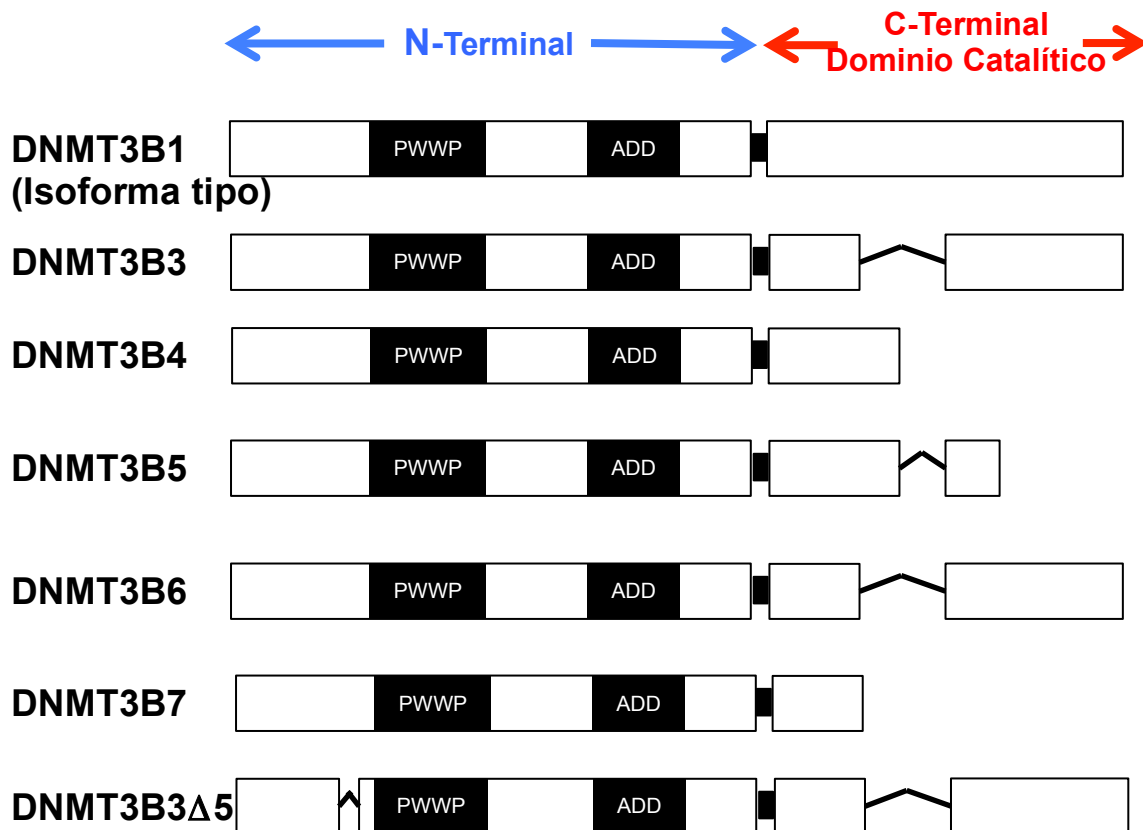 N-Terminal
C-Terminal
Dominio Catalítico
DNMT3B1 PWWP ADD
(Isoforma tipo)
DNMT3B3 PWWP ADD
DNMT3B4 PWWP ADD
DNMT3B5 PWWP ADD
DNMT3B6 PWWP ADD
DNMT3B7 PWWP ADD
DNMT3B3Δ5 PWWP ADD